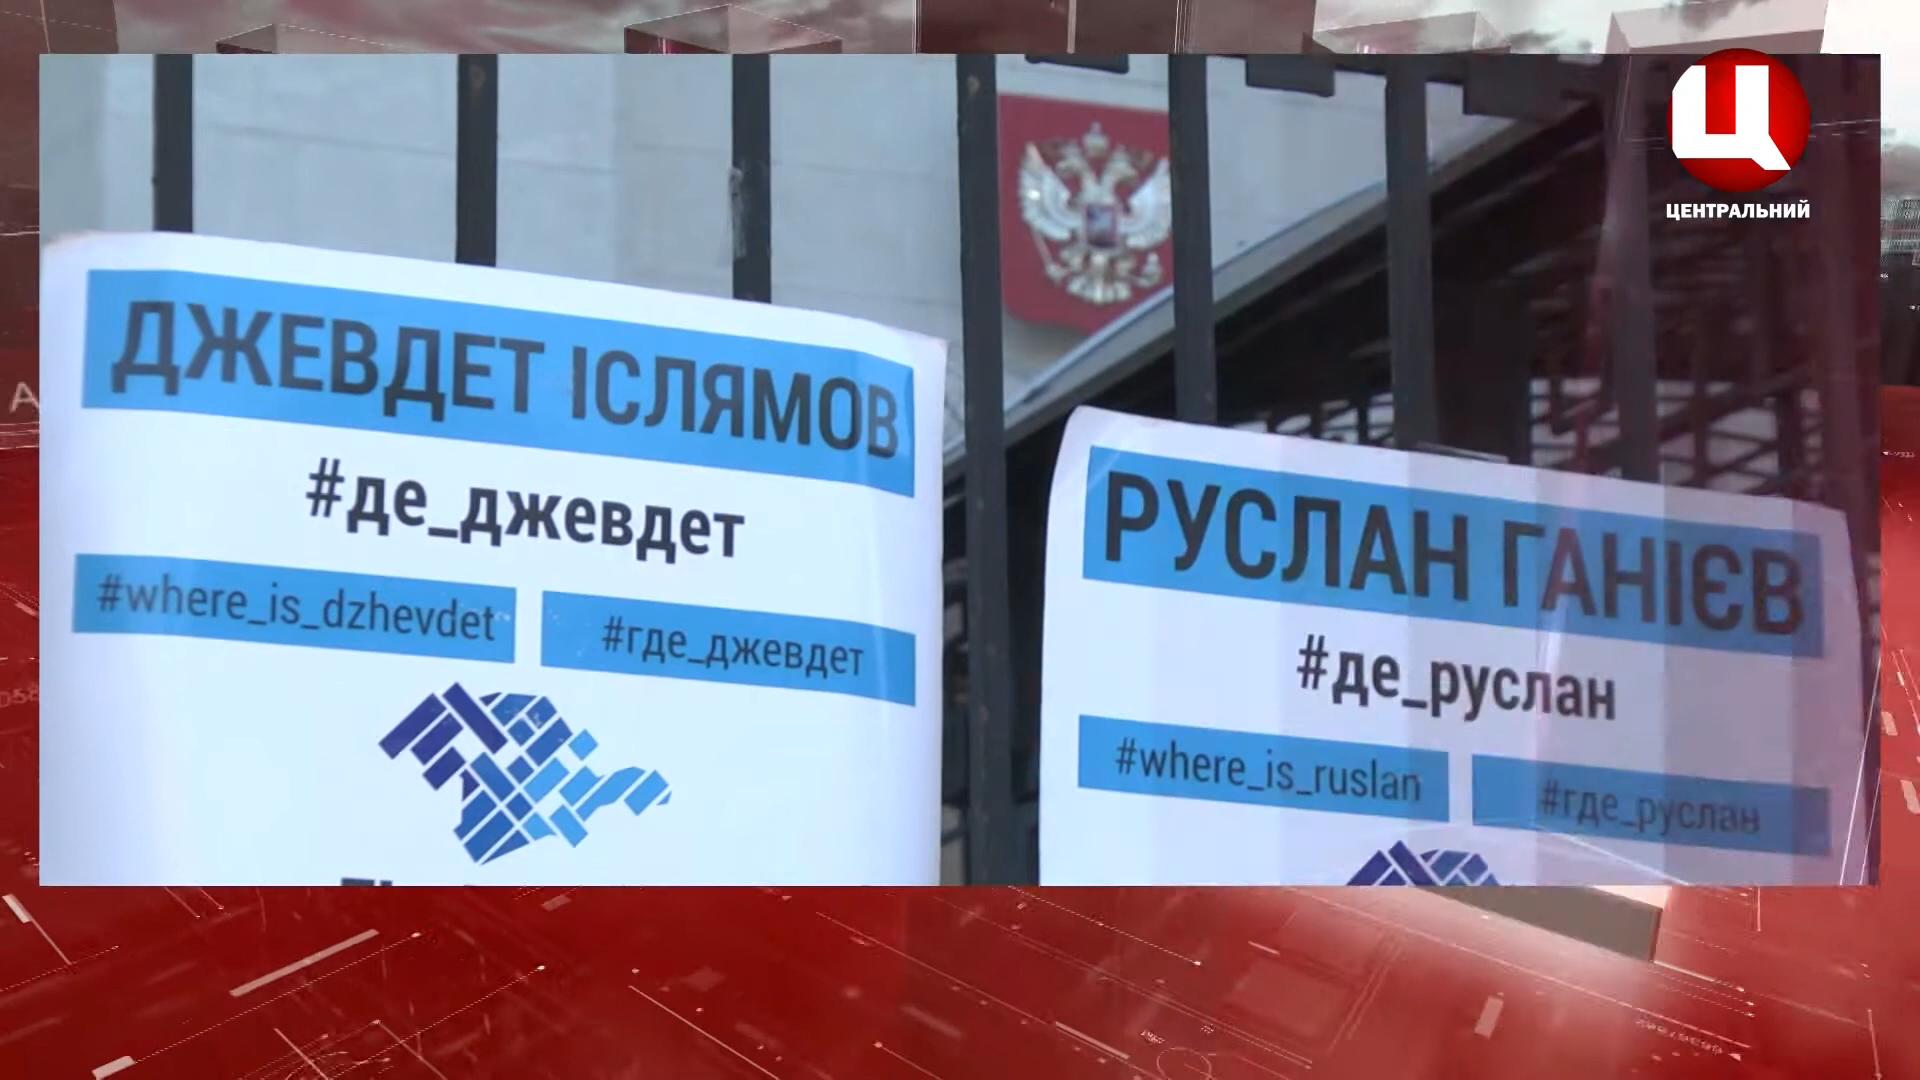 Ц
ЦЕНТРАЛЬНИЙ
ДЖЕВДЕТ ІСЛЯМОВ
#де_джевдет
#where_is_dzhevdet
#где_джевдет
РУСЛАН ГАНІЄВ
#де_руслан
#where_is_ruslan
#где_руслан